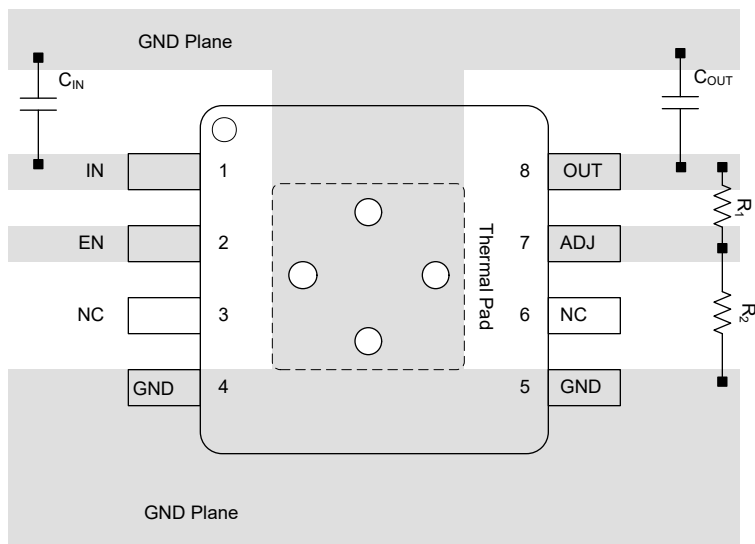 GND Plane
CIN
COUT
IN
1
8
OUT
R1
EN
2
7
ADJ
Thermal Pad
NC
3
6
NC
R2
GND
4
5
GND
GND Plane